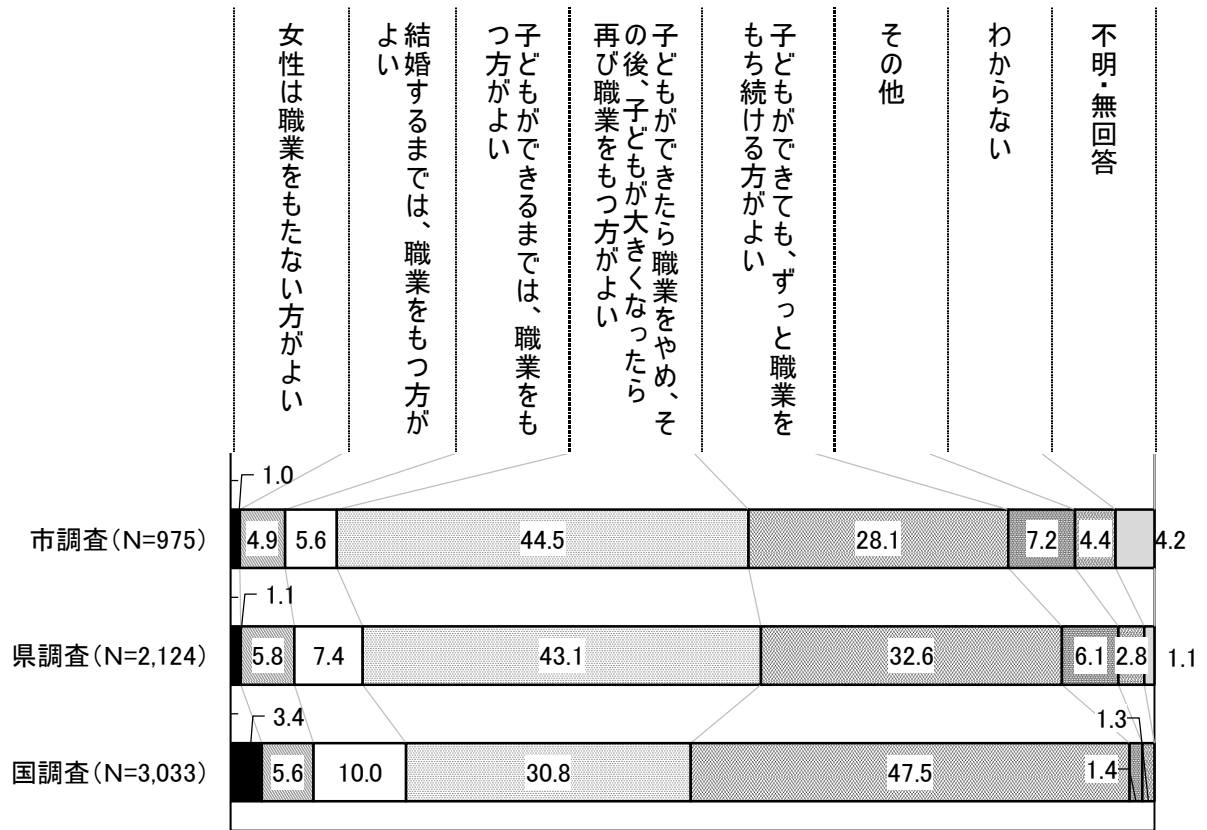 女性は職業をもたない方がよい
結婚するまでは、職業をもつ方が
よい
子どもができるまでは、職業をも
つ方がよい
子どもができたら職業をやめ、そ
の後、子どもが大きくなったら
再び職業をもつ方がよい
子どもができても、ずっと職業を
もち続ける方がよい
その他
わからない
不明・無回答
1.0
市調査(N=975) 4.9 5.6 44.5 28.1 7.2 4.4 4.2
1.1
県調査(N=2,124) 5.8 7.4 43.1 32.6 6.1 2.8 1.1
3.4 1.3
国調査(N=3,033) 5.6 10.0 30.8 47.5 1.4